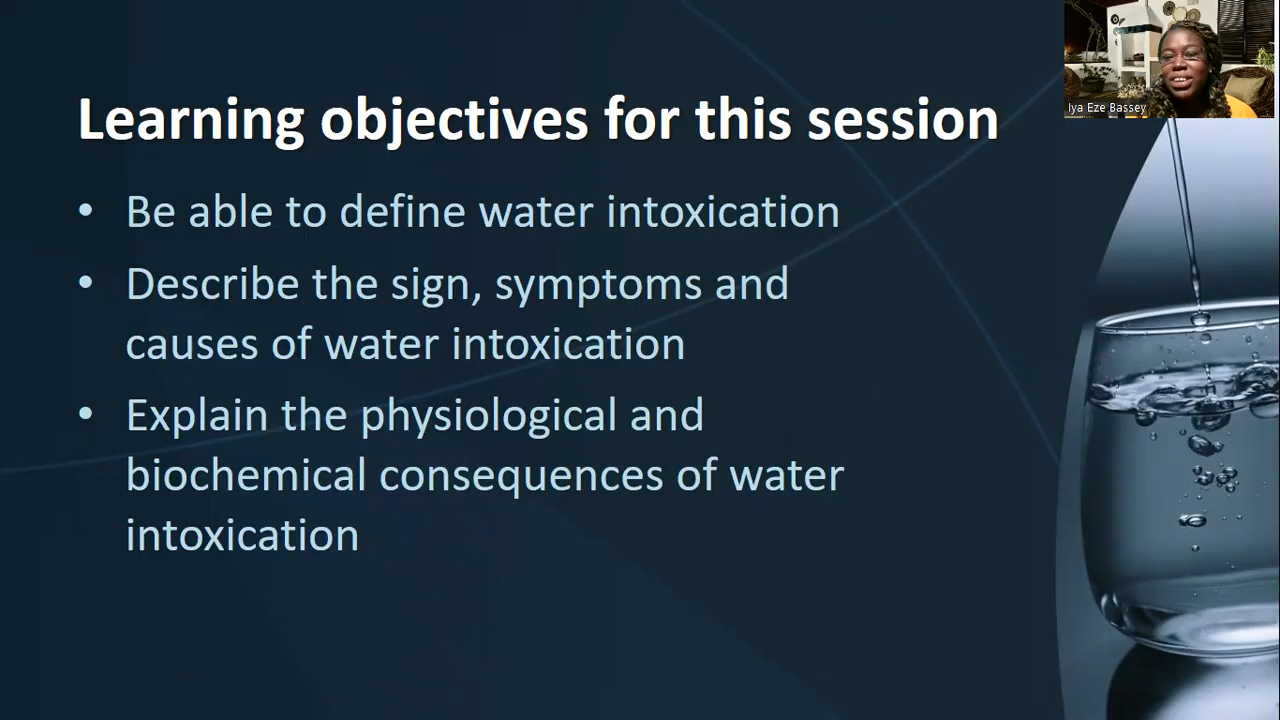 Learning objectives for this session
• Be able to define water intoxication
• Describe the sign, symptoms and
causes of water intoxication
• Explain the physiological and
biochemical consequences of water
intoxication
Iya Eze Bassey